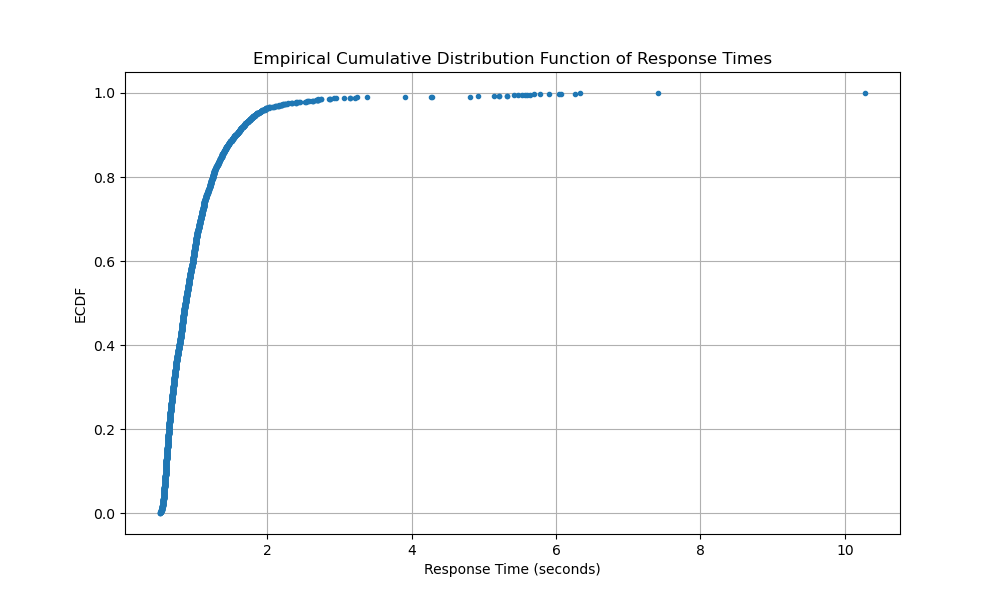 Empirical Cumulative Distribution Function of Response Times
1.0
0.8
0.6
0.4
0.2
0.0
ECDF
2 4 6 8 10
Response Time (seconds)